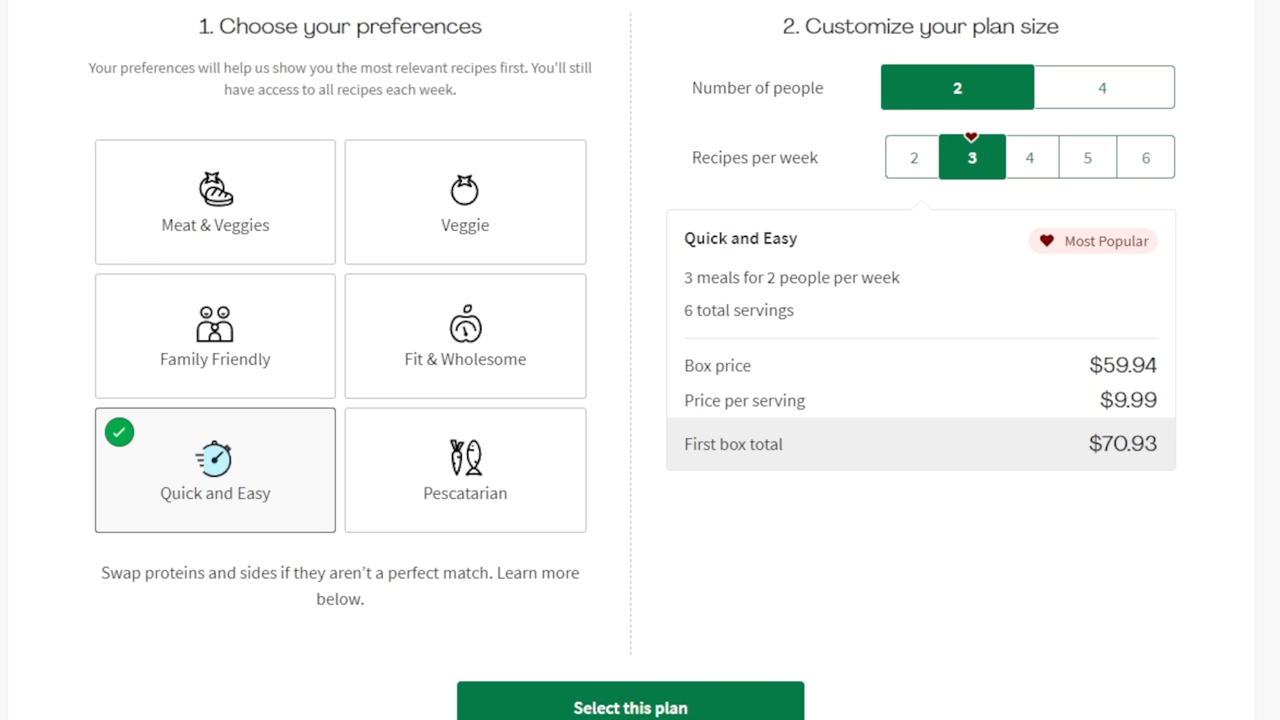 1. Choose your preferences
Your preferences will help us show you the most relevant recipes first. You'll still
have access to all recipes each week.
Meat & Veggies
Veggie
Family Friendly
Fit & Wholesome
Quick and Easy
Pescatarian
Swap proteins and sides if they aren’t a perfect match. Learn more
below.
2. Customize your plan size
Number of people
2
4
Recipes per week
2
3
4
5
6
Quick and Easy
Most Popular
3 meals for 2 people per week
6 total servings
Box price
$59.94
Price per serving
$9.99
First box total
$70.93
Select this plan